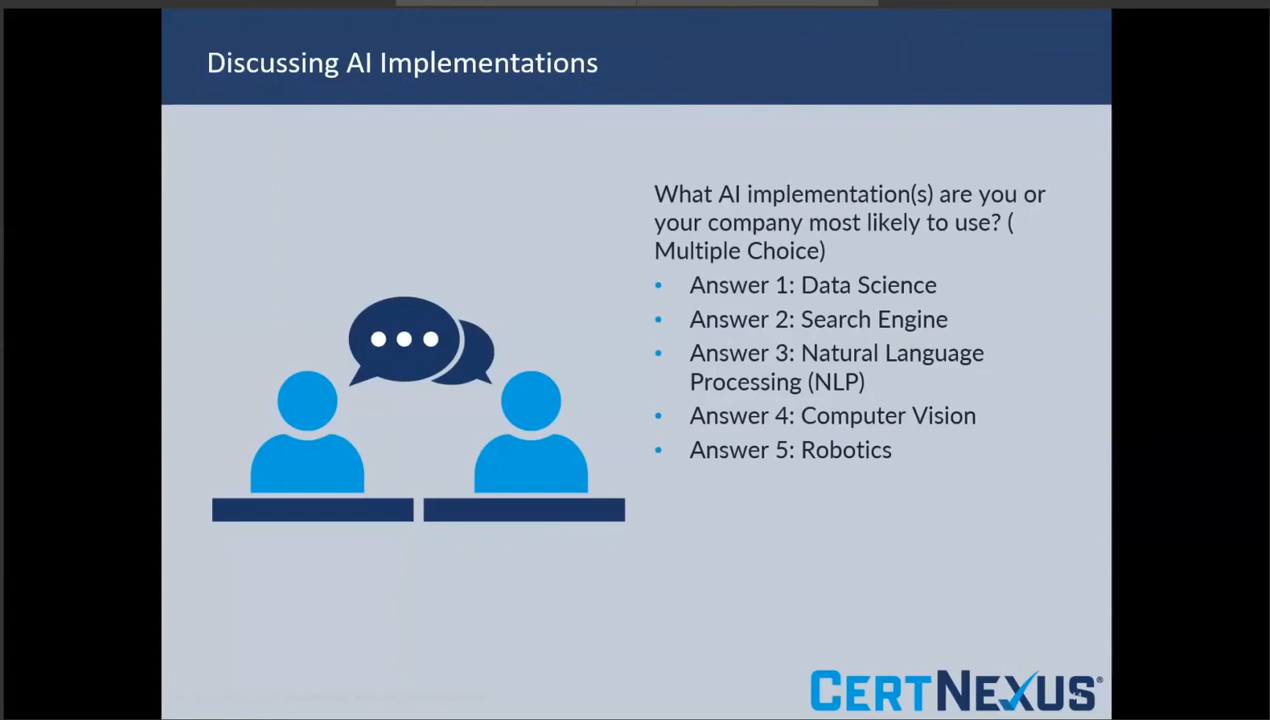 Discussing AI Implementations
What AI implementation(s) are you or
your company most likely to use? (
Multiple Choice)
• Answer 1: Data Science
• Answer 2: Search Engine
• Answer 3: Natural Language
Processing (NLP)
• Answer 4: Computer Vision
• Answer 5: Robotics
CERTNEXUS®